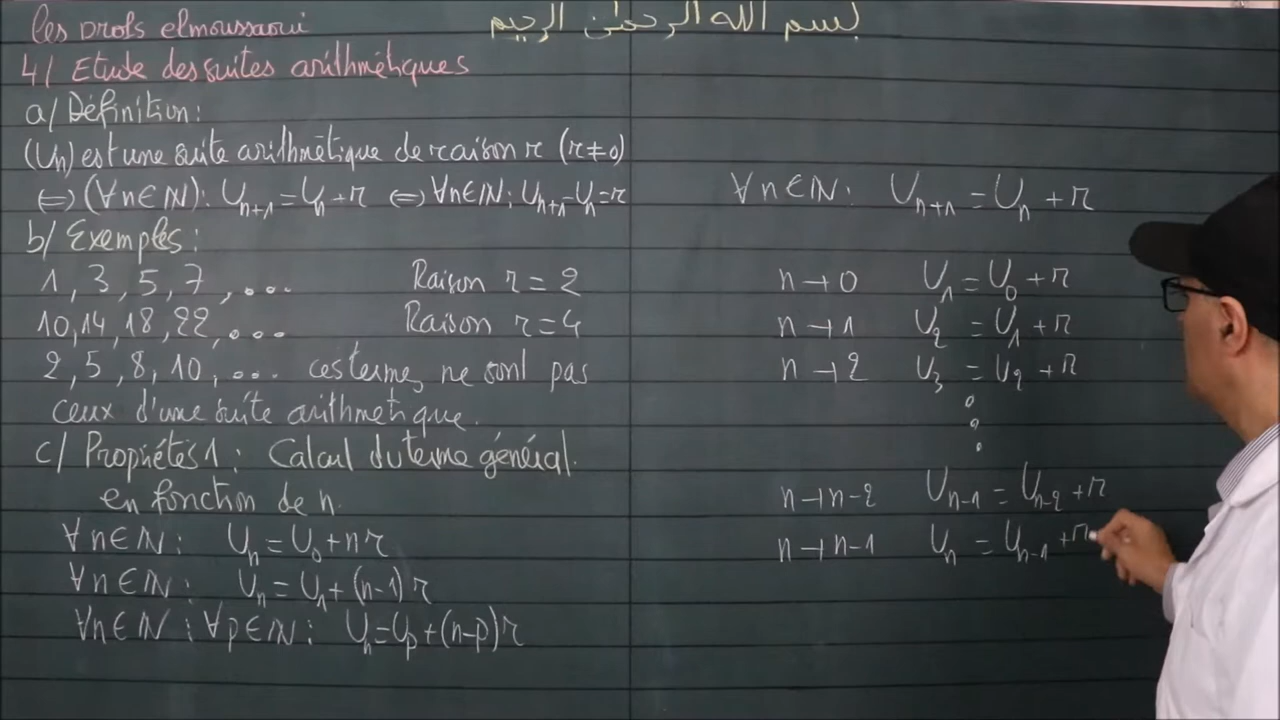 les profs elmoussaoui
بسم الله الرحمان الرحيم
4/ Etude des suites arithmétiques
a/ Définition:
(Un) est une suite arithmétique de raison r (r≠0)
⇔ (∀n∈ℕ): Un+1 = Un + r ⇔ ∀n∈ℕ; Un+1 - Un = r
b/ Exemples:
1, 3, 5, 7, ... Raison r = 2
10, 14, 18, 22, ... Raison r = 4
2, 5, 8, 10, ... ces termes ne sont pas
ceux d'une suite arithmétique.
c/ Propriétés 1: Calcul du terme général
en fonction de n.
∀n∈ℕ: Un = U0 + nr
∀n∈ℕ: Un = U1 + (n-1)r
∀n∈ℕ; ∀p∈ℕ: Un = Up + (n-p)r
∀n∈ℕ: Un+1 = Un + r
n→0 U1 = U0 + r
n→1 U2 = U1 + r
n→2 U3 = U2 + r
n→n-2 Un-1 = Un-2 + r
n→n-1 Un = Un-1 + r